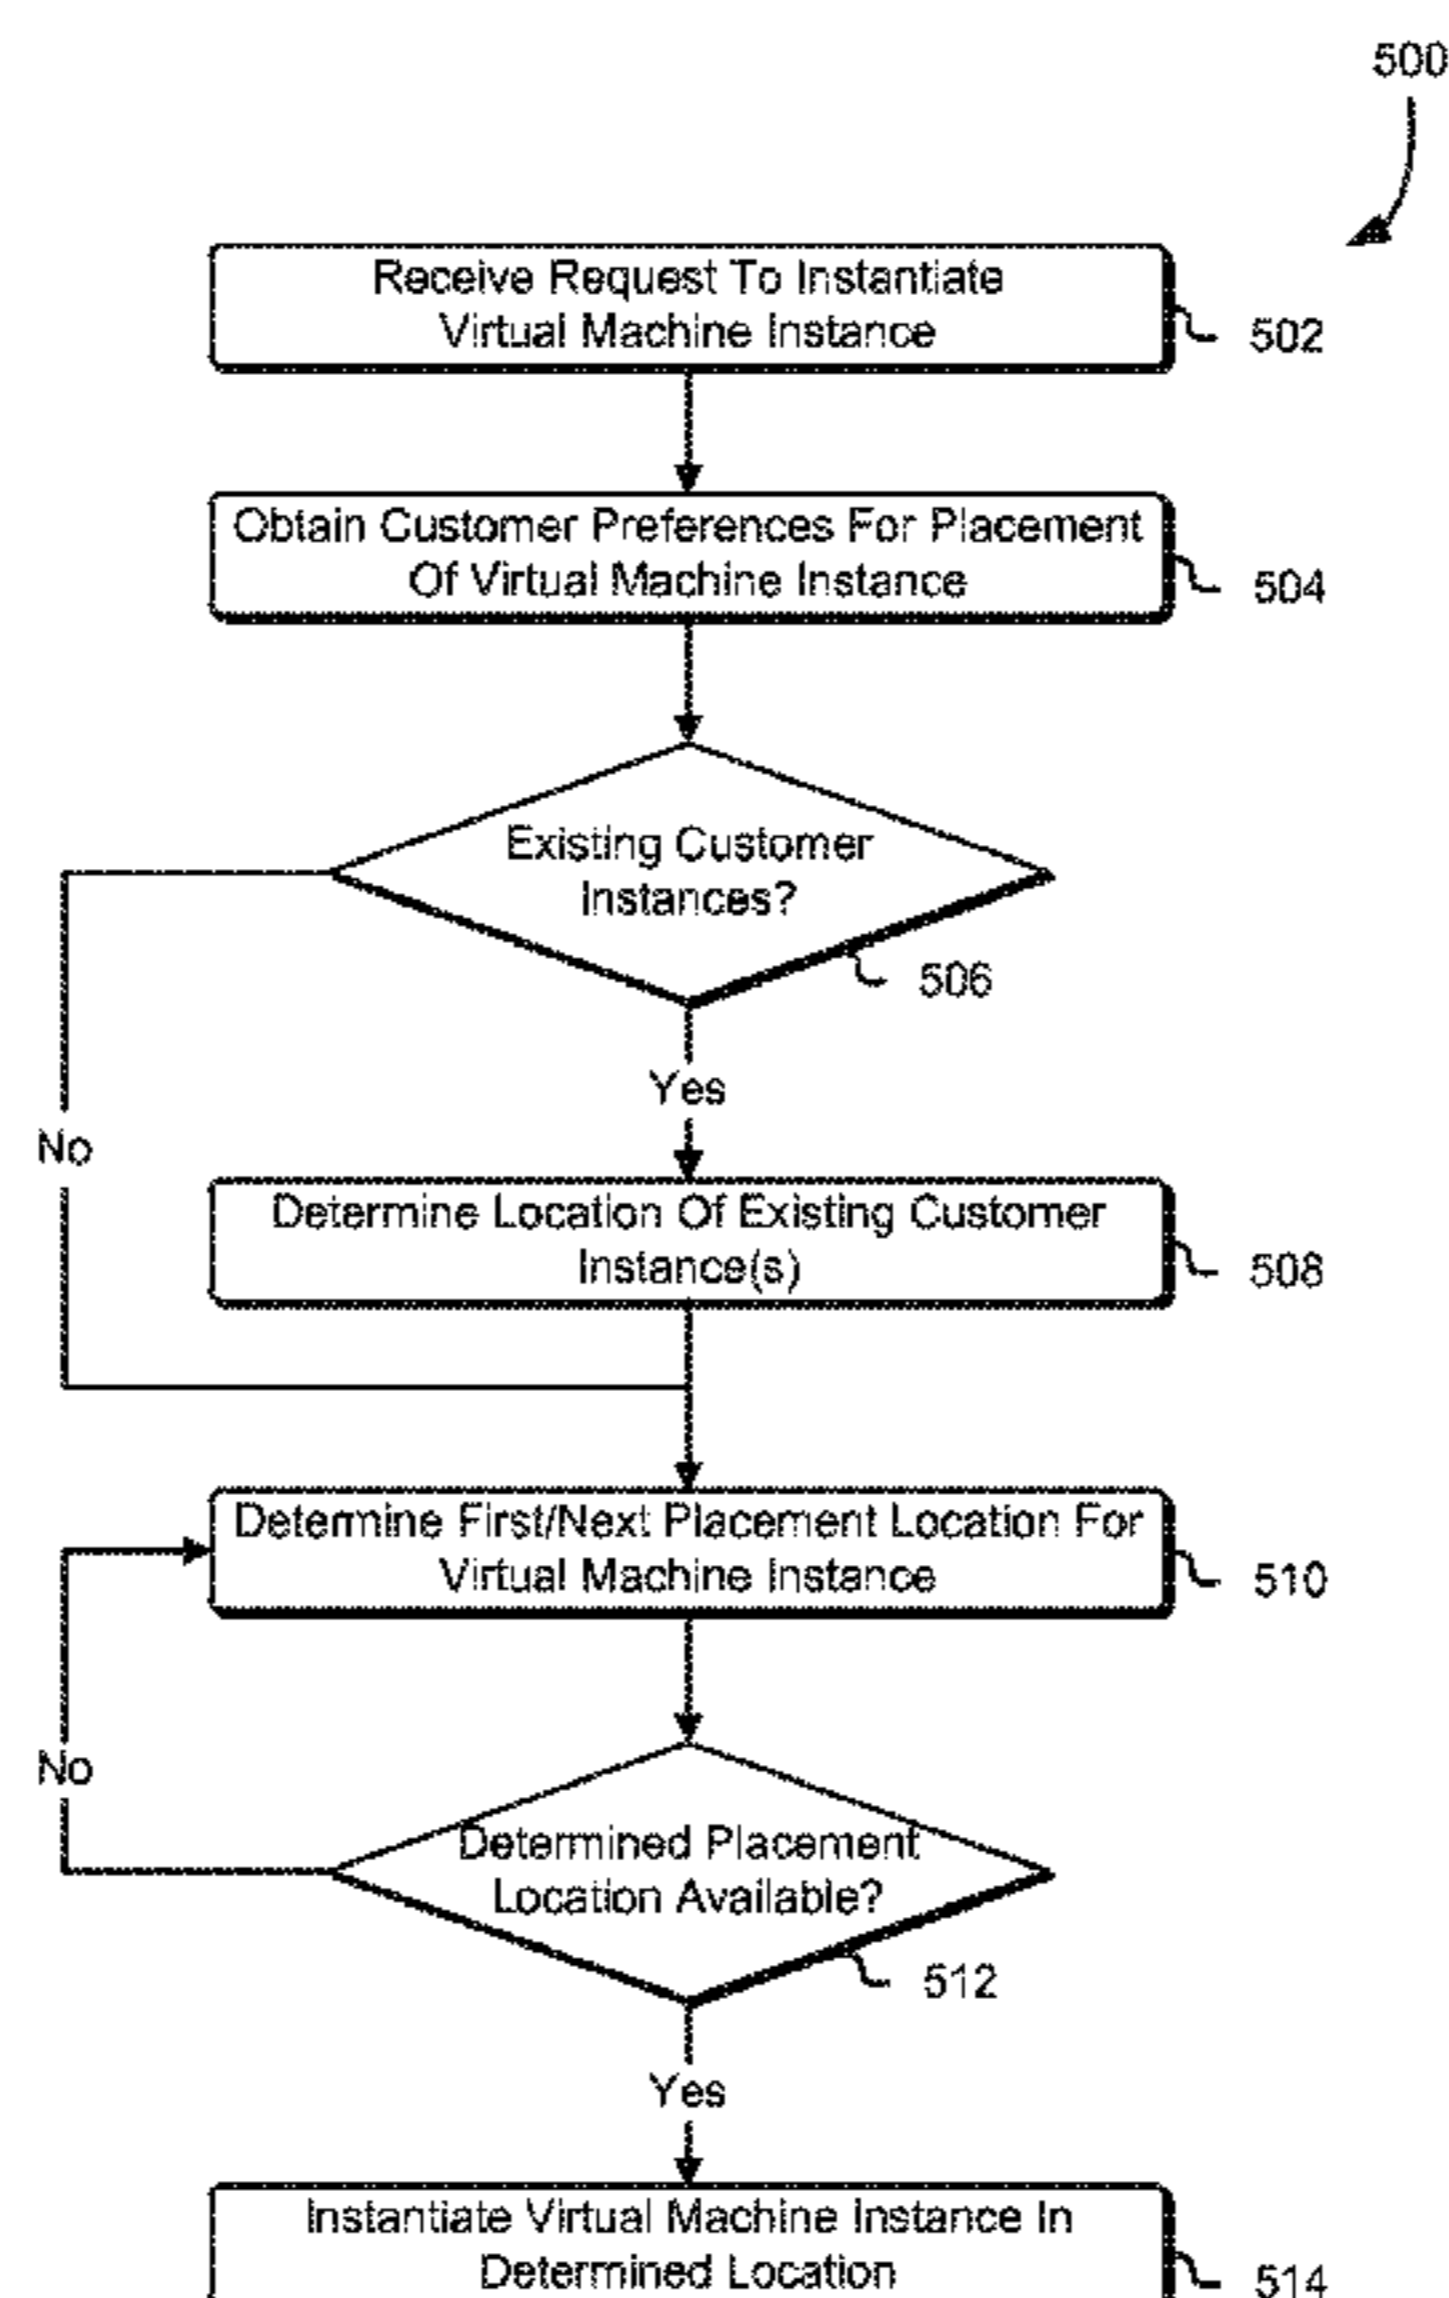 500
Receive Request To Instantiate
Virtual Machine Instance
502
Obtain Customer Preferences For Placement
Of Virtual Machine Instance
504
Existing Customer
Instances?
506
Yes
No
Determine Location Of Existing Customer
Instance(s)
508
Determine First/Next Placement Location For
Virtual Machine Instance
510
No
Determined Placement
Location Available?
512
Yes
Instantiate Virtual Machine Instance In
Determined Location
514